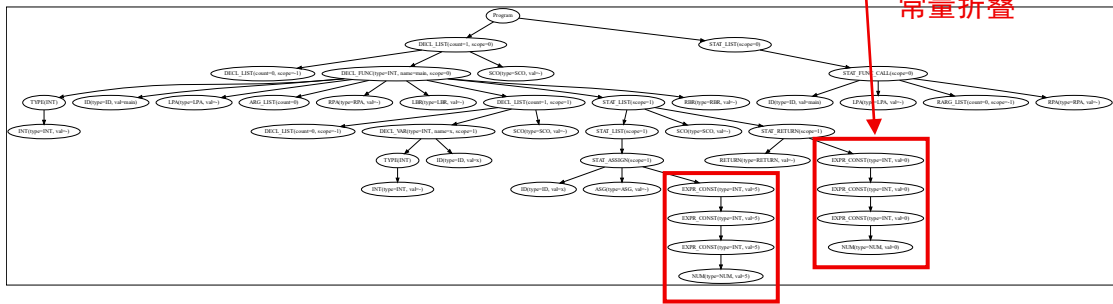 常量折叠
Program
DECL_LIST(count=1, scope=0)
STAT_LIST(scope=0)
DECL_LIST(count=0, scope=-1)
DECL_FUNC(type=INT, name=main, scope=0)
SCO(type=SCO, val=~)
STAT_FUNC_CALL(scope=0)
TYPE(INT)
ID(type=ID, val=main)
LPA(type=LPA, val=~)
ARG_LIST(count=0)
RPA(type=RPA, val=~)
LBR(type=LBR, val=~)
DECL_LIST(count=1, scope=1)
STAT_LIST(scope=1)
RBR(type=RBR, val=~)
ID(type=ID, val=main)
LPA(type=LPA, val=~)
RARG_LIST(count=0, scope=-1)
RPA(type=RPA, val=~)
INT(type=INT, val=~)
DECL_LIST(count=0, scope=-1)
DECL_VAR(type=INT, name=x, scope=1)
SCO(type=SCO, val=~)
STAT_LIST(scope=1)
SCO(type=SCO, val=~)
STAT_RETURN(scope=1)
TYPE(INT)
ID(type=ID, val=x)
STAT_ASSIGN(scope=1)
RETURN(type=RETURN, val=~)
EXPR_CONST(type=INT, val=0)
INT(type=INT, val=~)
ID(type=ID, val=x)
ASG(type=ASG, val=~)
EXPR_CONST(type=INT, val=5)
EXPR_CONST(type=INT, val=0)
EXPR_CONST(type=INT, val=5)
EXPR_CONST(type=INT, val=0)
EXPR_CONST(type=INT, val=5)
NUM(type=NUM, val=0)
NUM(type=NUM, val=5)